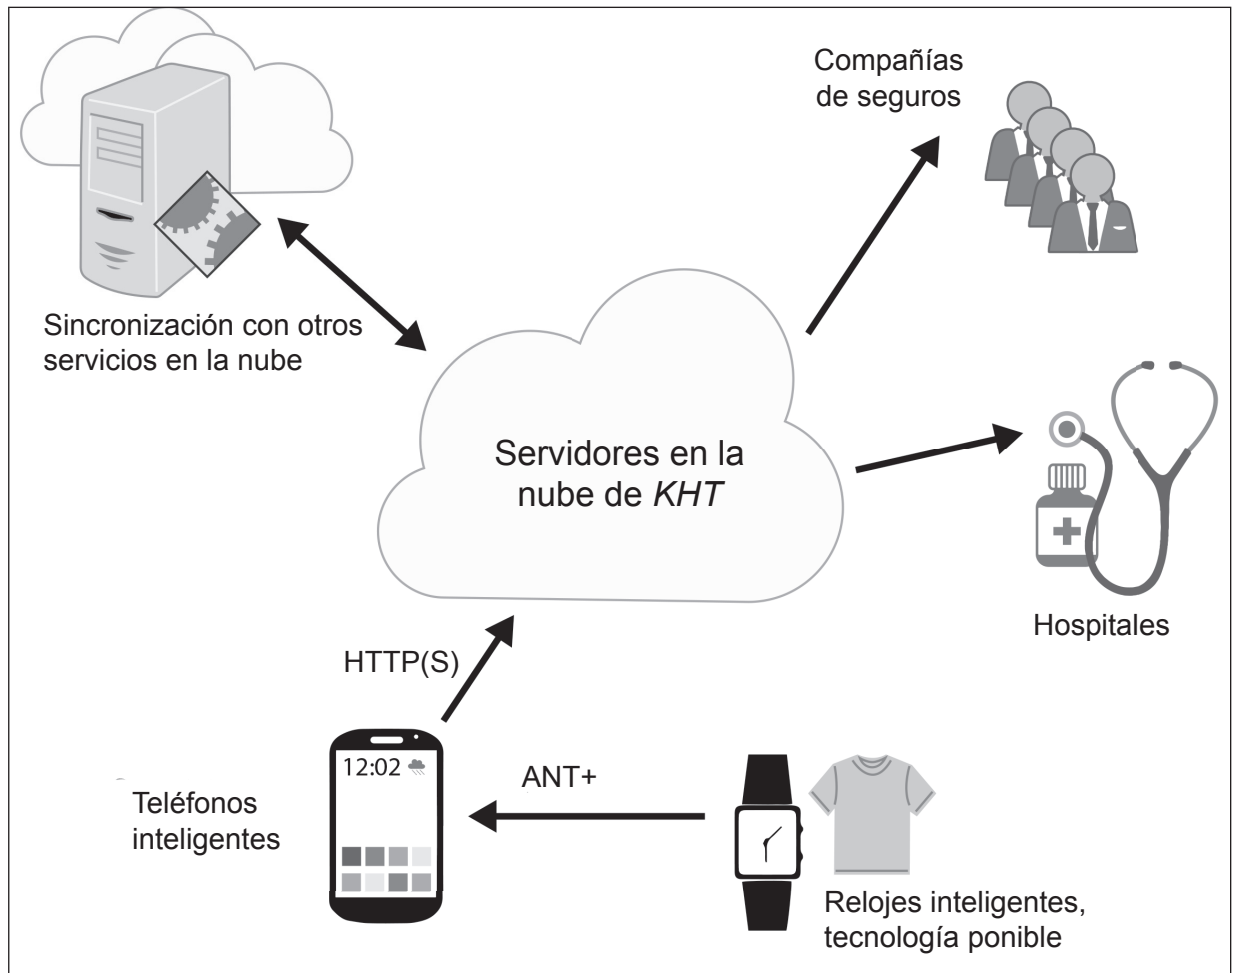 Compañías
de seguros
Sincronización con otros
servicios en la nube
Servidores en la
nube de KHT
Hospitales
HTTP(S)
12:02
ANT+
Teléfonos
inteligentes
Relojes inteligentes,
tecnología ponible